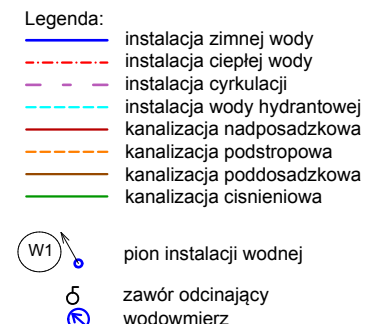 Legenda:
instalacja zimnej wody
instalacja ciepłej wody
instalacja cyrkulacji
instalacja wody hydrantowej
kanalizacja nadposadzkowa
kanalizacja podstropowa
kanalizacja poddosadzkowa
kanalizacja cisnieniowa
W1 pion instalacji wodnej
zawór odcinający
wodowmierz